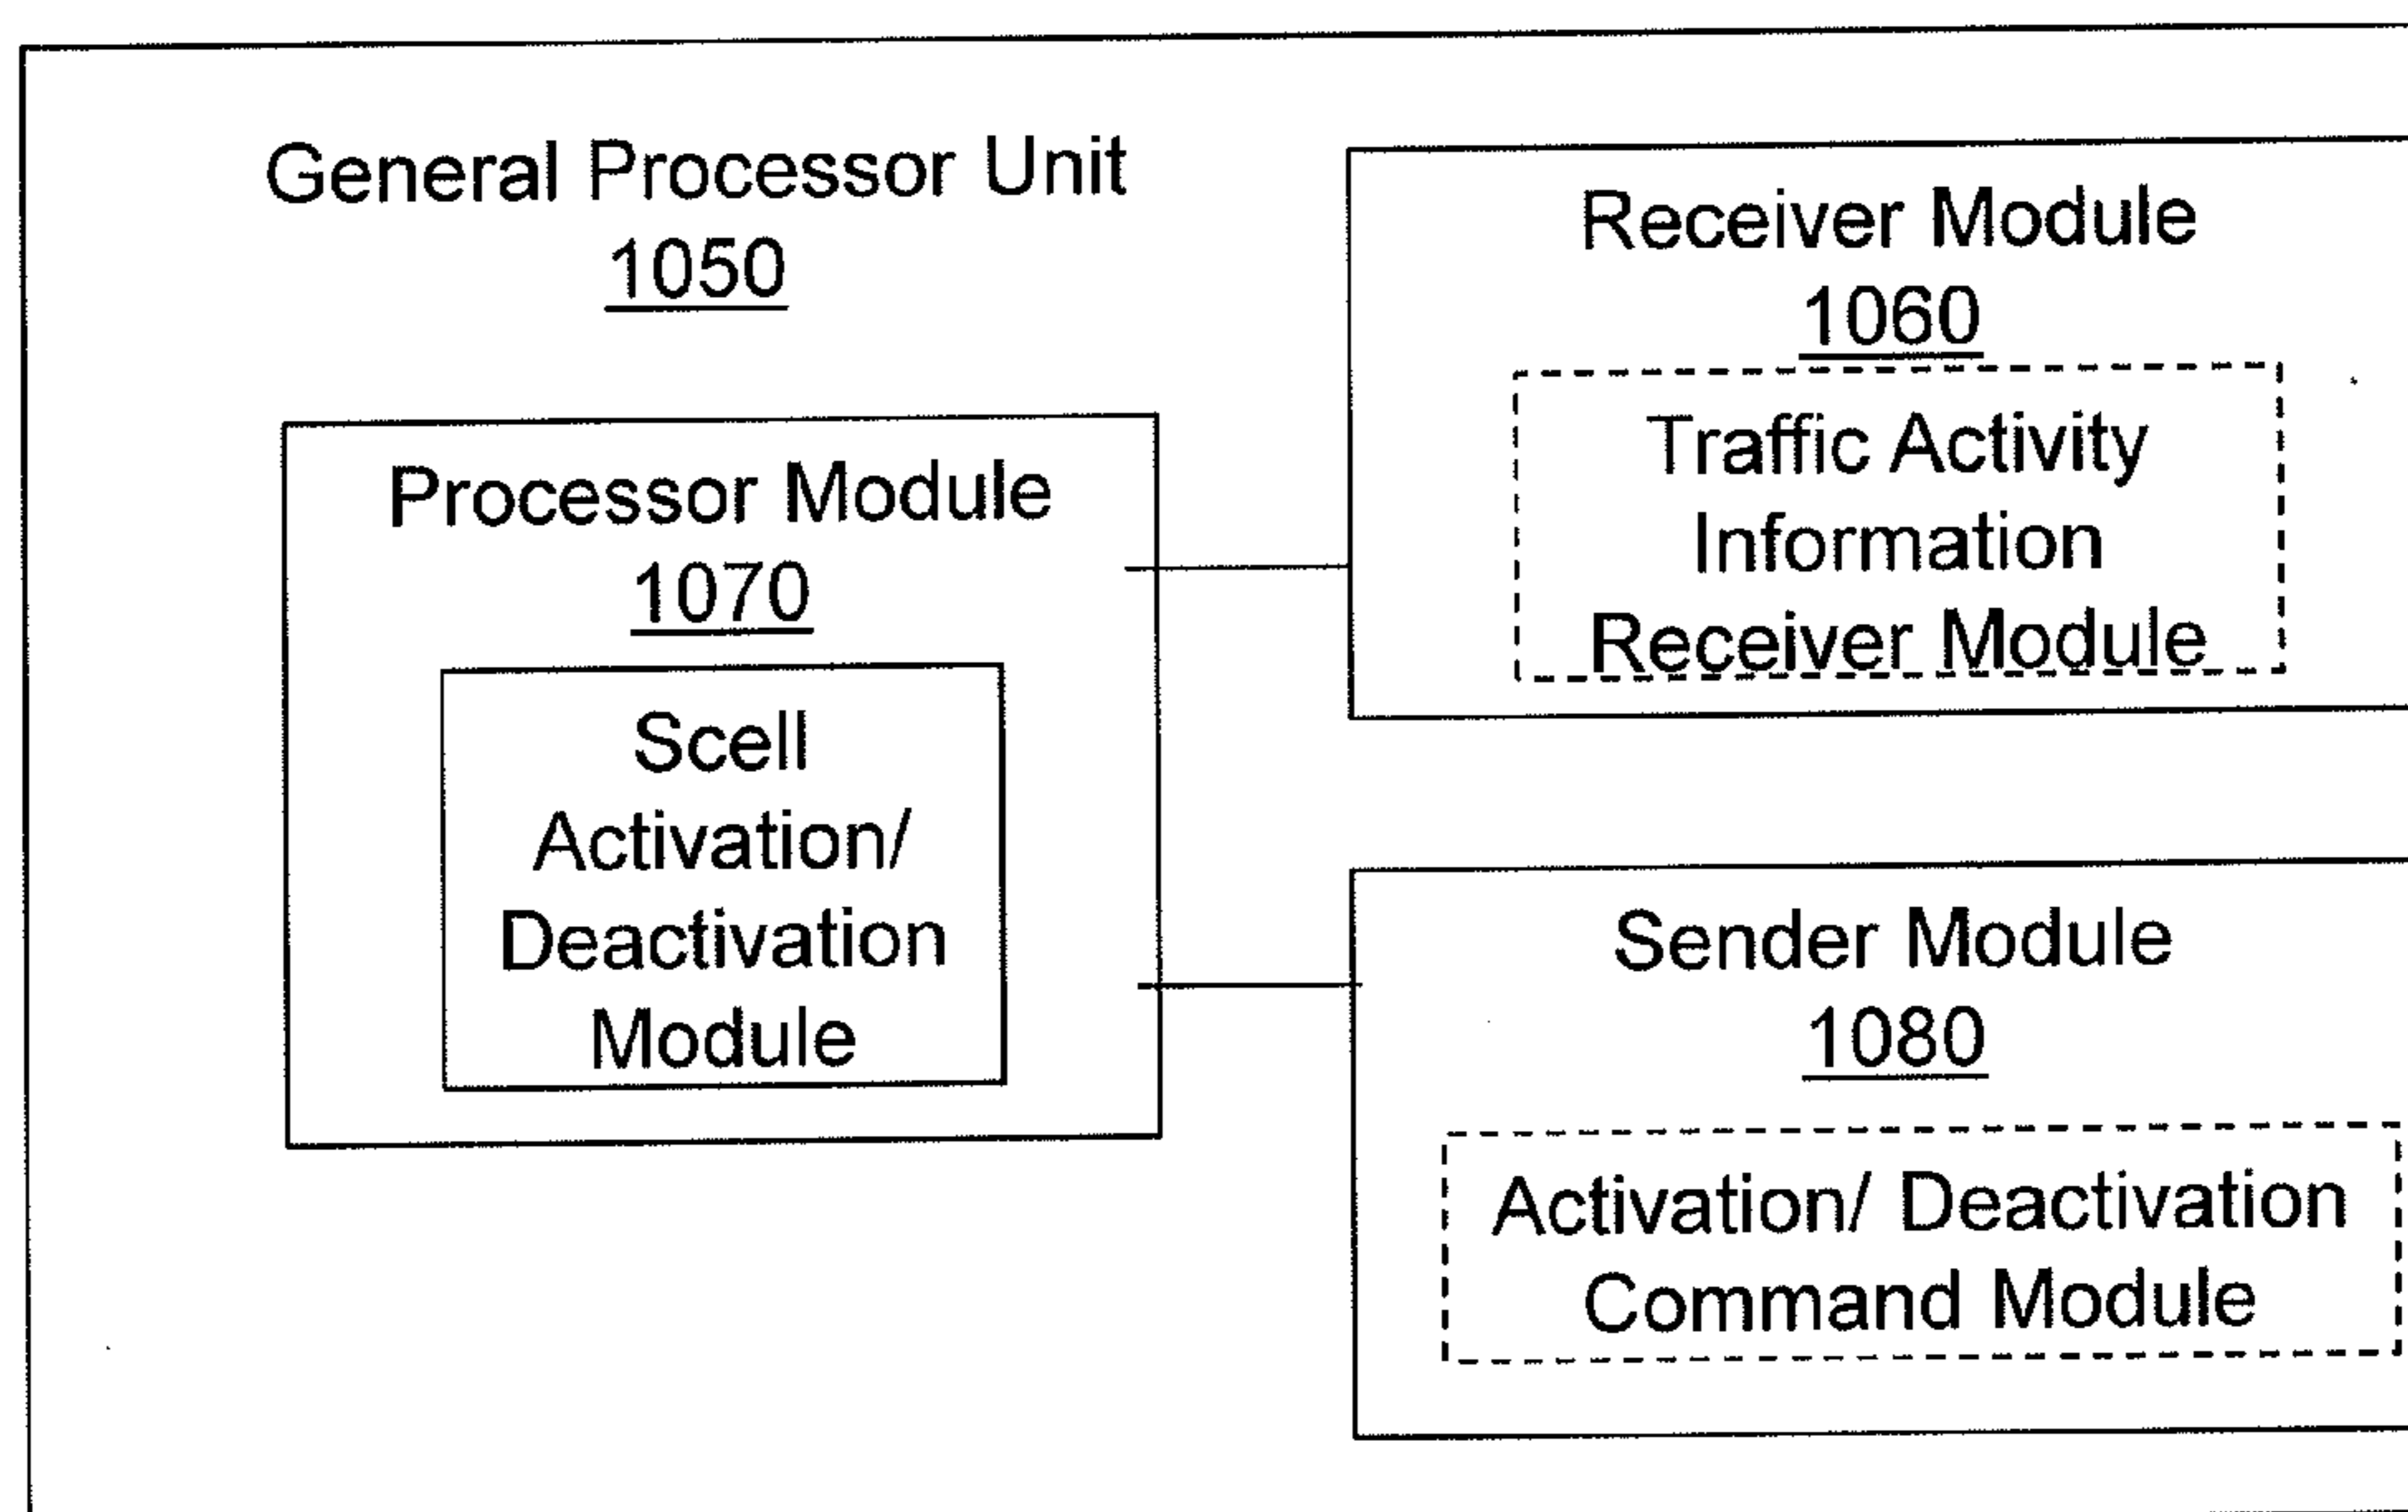 General Processor Unit
1050
Processor Module
1070
Scell
Activation/
Deactivation
Module
Receiver Module
1060
Traffic Activity
Information
Receiver Module
Sender Module
1080
Activation/ Deactivation
Command Module